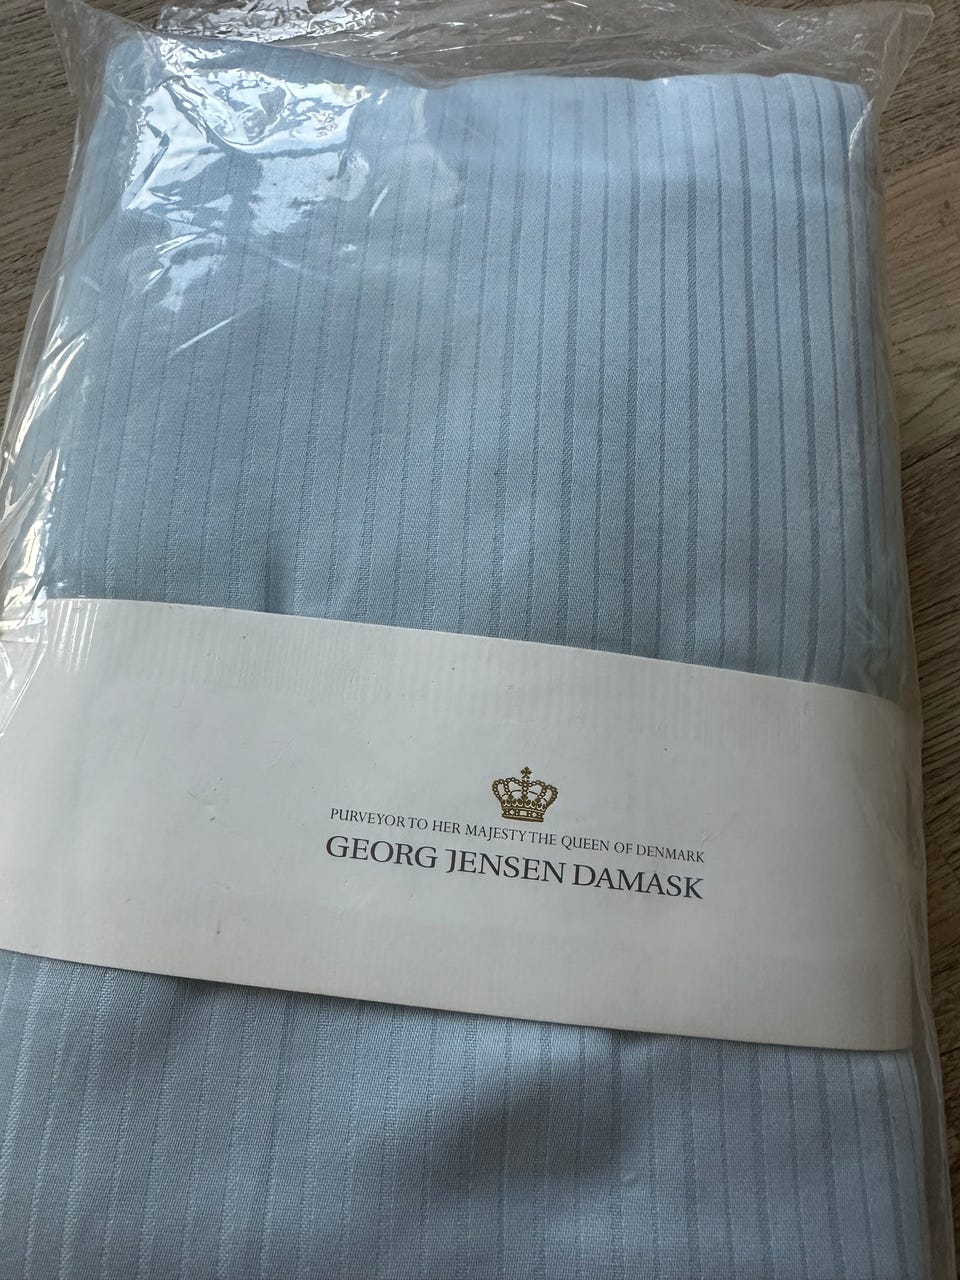 PURVEYOR TO HER MAJESTY THE QUEEN OF DENMARK
GEORG JENSEN DAMASK